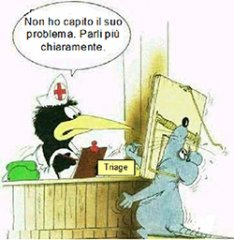 Non ho capito il suo
problema. Parli più
chiaramente.
Triage